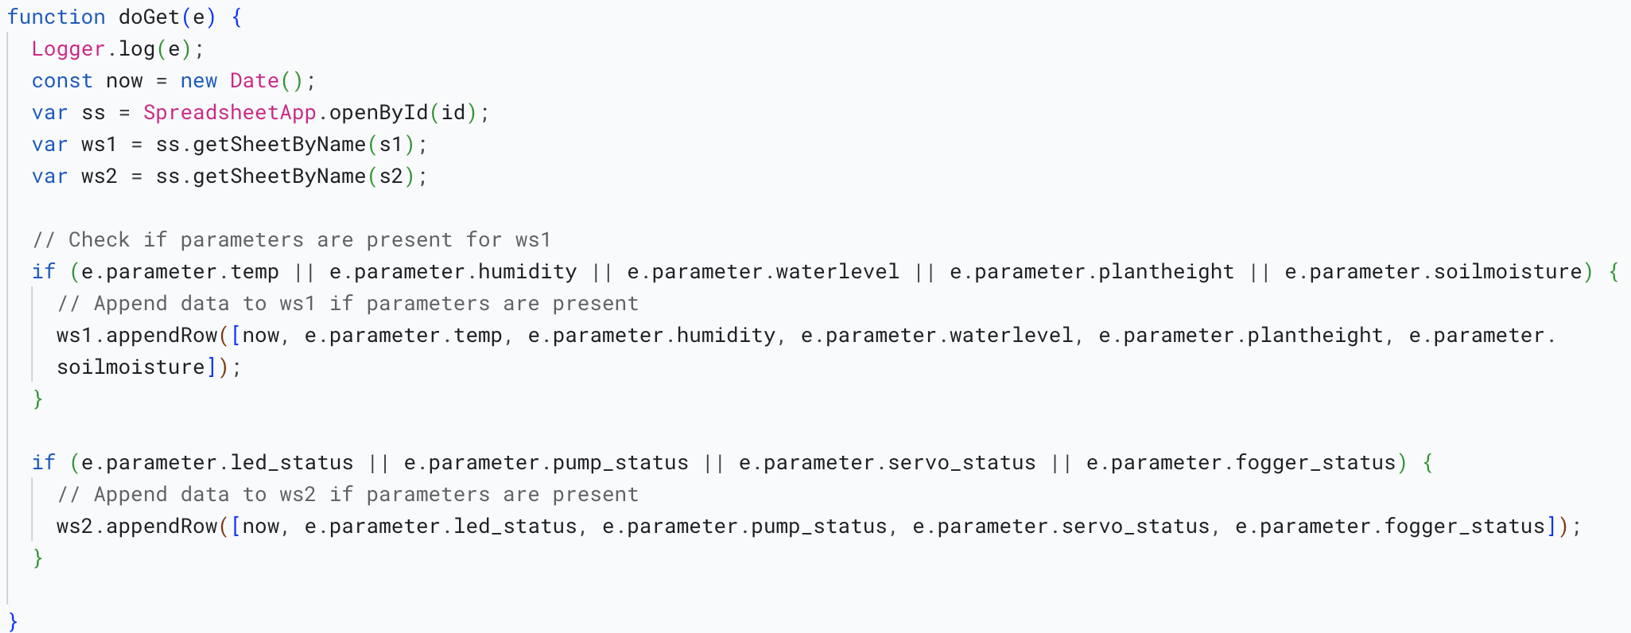 function doGet(e) {
Logger.log(e);
const now = new Date();
var ss = SpreadsheetApp.openById(id);
var ws1 = ss.getSheetByName(s1);
var ws2 = ss.getSheetByName(s2);
// Check if parameters are present for ws1
if (e.parameter.temp || e.parameter.humidity || e.parameter.waterlevel || e.parameter.plantheight || e.parameter.soilmoisture) {
// Append data to ws1 if parameters are present
ws1.appendRow([now, e.parameter.temp, e.parameter.humidity, e.parameter.waterlevel, e.parameter.plantheight, e.parameter.
soilmoisture]);
}
if (e.parameter.led_status || e.parameter.pump_status || e.parameter.servo_status || e.parameter.fogger_status) {
// Append data to ws2 if parameters are present
ws2.appendRow([now, e.parameter.led_status, e.parameter.pump_status, e.parameter.servo_status, e.parameter.fogger_status]);
}
}